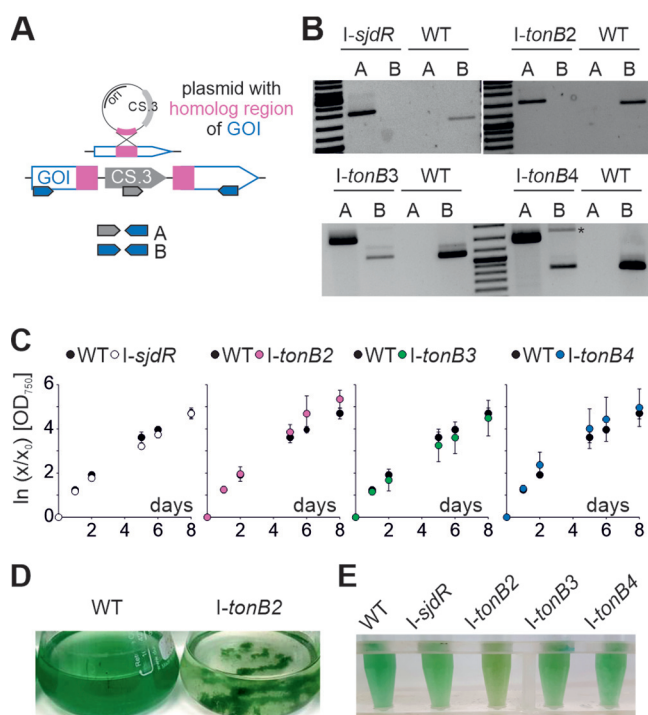 A
ori
CS.3
plasmid with
homolog region
of GOI
GOI
CS.3
A
B
B
I-sjdR WT I-tonB2 WT
A B A B A B A B
I-tonB3 WT I-tonB4 WT
A B A B A B A B
*
C
WT I-sjdR WT I-tonB2 WT I-tonB3 WT I-tonB4
ln (x/x0) [OD750]
6
4
2
0
days days days days
2 4 6 8 2 4 6 8 2 4 6 8 2 4 6 8
D
WT I-tonB2
E
WT I-sjdR I-tonB2 I-tonB3 I-tonB4